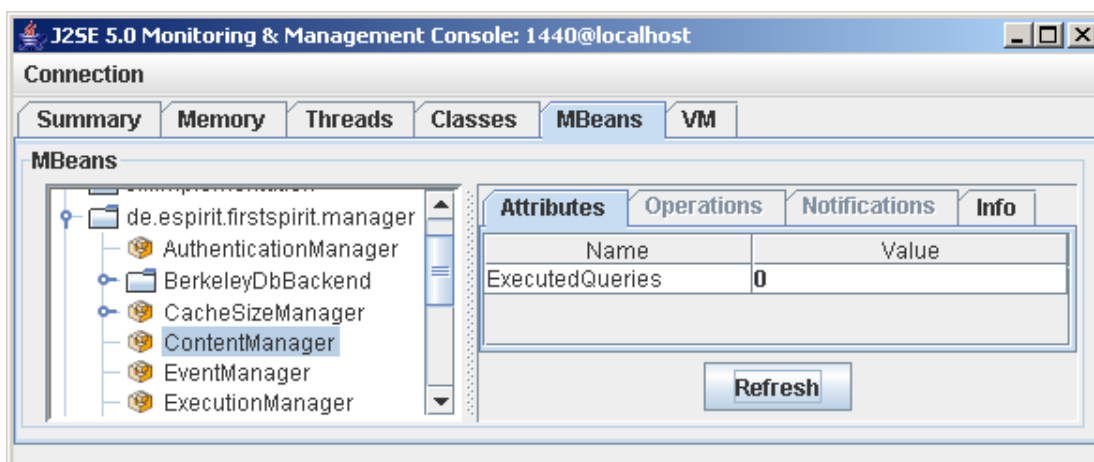 J2SE 5.0 Monitoring & Management Console: 1440@localhost
Connection
Summary Memory Threads Classes MBeans VM
MBeans
de.espirit.firstspirit.manager
AuthenticationManager
BerkeleyDbBackend
CacheSizeManager
ContentManager
EventManager
ExecutionManager
Attributes Operations Notifications Info
Name Value
ExecutedQueries 0
Refresh